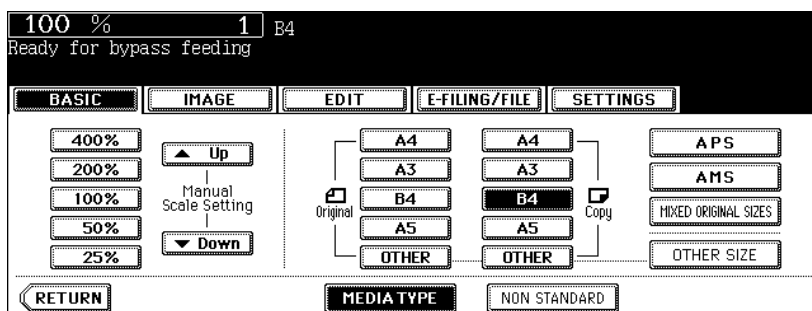 100 % 1 B4
Ready for bypass feeding
BASIC IMAGE EDIT E-FILING/FILE SETTINGS
400%
200%
100%
50%
25%
Up
Manual
Scale Setting
Down
Original
A4
A3
B4
A5
OTHER
A4
A3
B4
A5
OTHER
Copy
APS
AMS
MIXED ORIGINAL SIZES
OTHER SIZE
RETURN MEDIA TYPE NON STANDARD